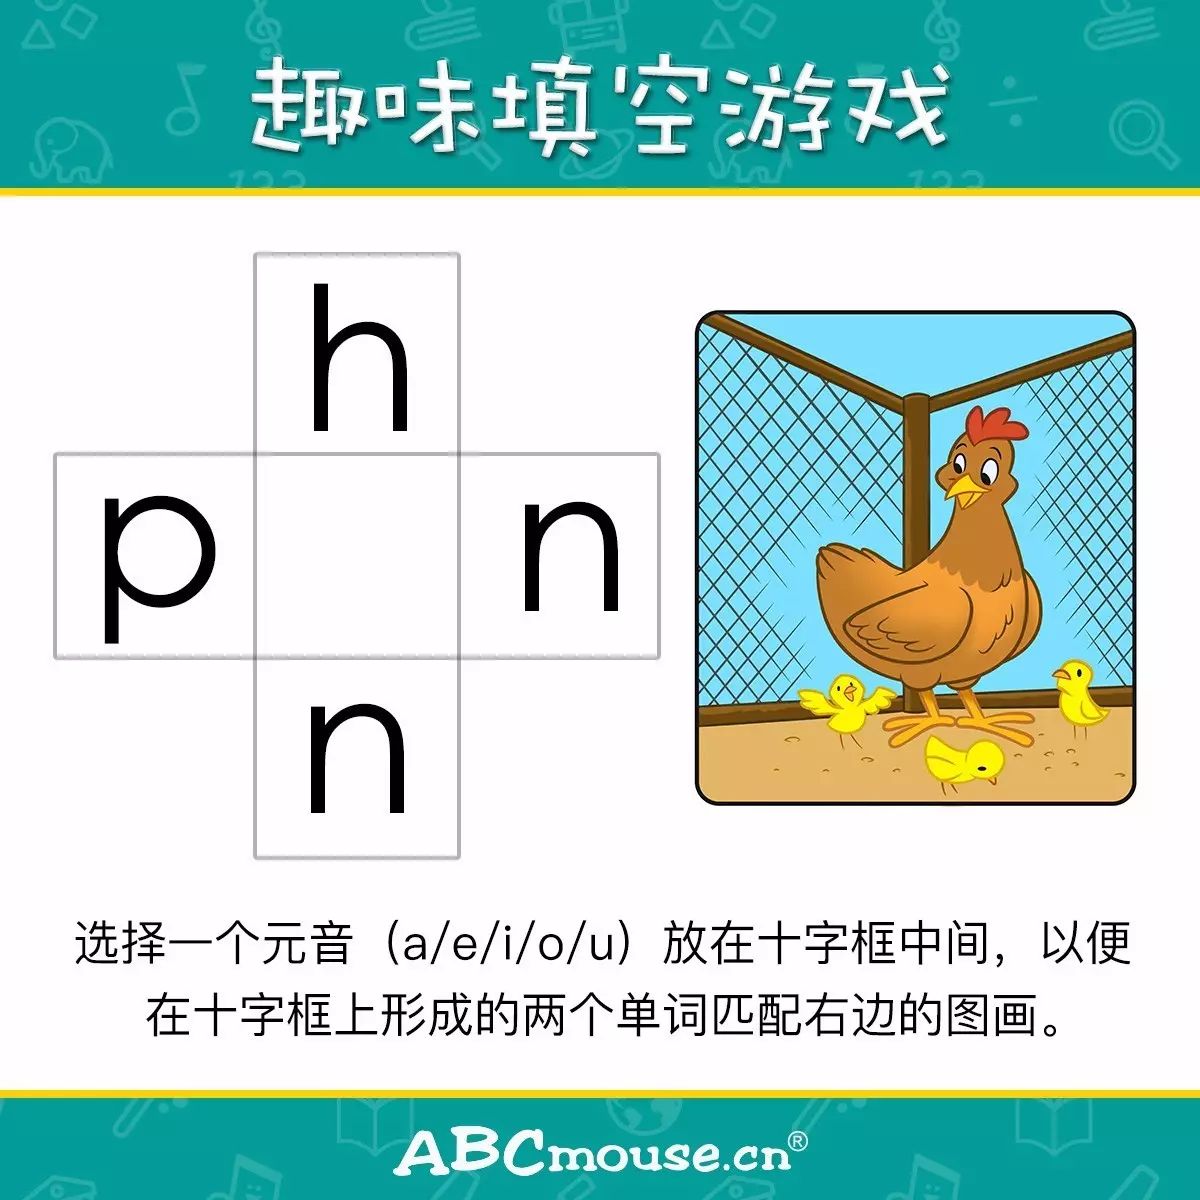 趣味填空游戏
h
p n
n
选择一个元音（a/e/i/o/u）放在十字框中间，以便
在十字框上形成的两个单词匹配右边的图画。
ABCmouse.cn®